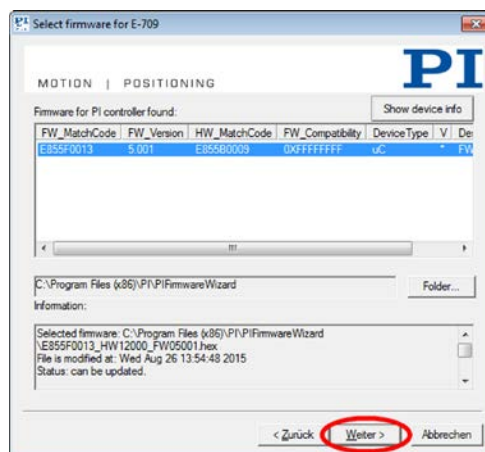 Select firmware for E-709
PI
MOTION | POSITIONING
Show device info
Firmware for PI controller found:
FW_MatchCode FW_Version HW_MatchCode FW_Compatibility DeviceType V De
E855F0013 5.001 E855B0009 0XFFFFFFFF uC * FW
C:\Program Files (x86)\PI\PIFirmwareWizard
Folder...
Information:
Selected firmware: C:\Program Files (x86)\PI\PIFirmwareWizard
\E855F0013_HW12000_FW05001.hex
File is modified at: Wed Aug 26 13:54:48 2015
Status: can be updated.
< Zurück Weiter > Abbrechen